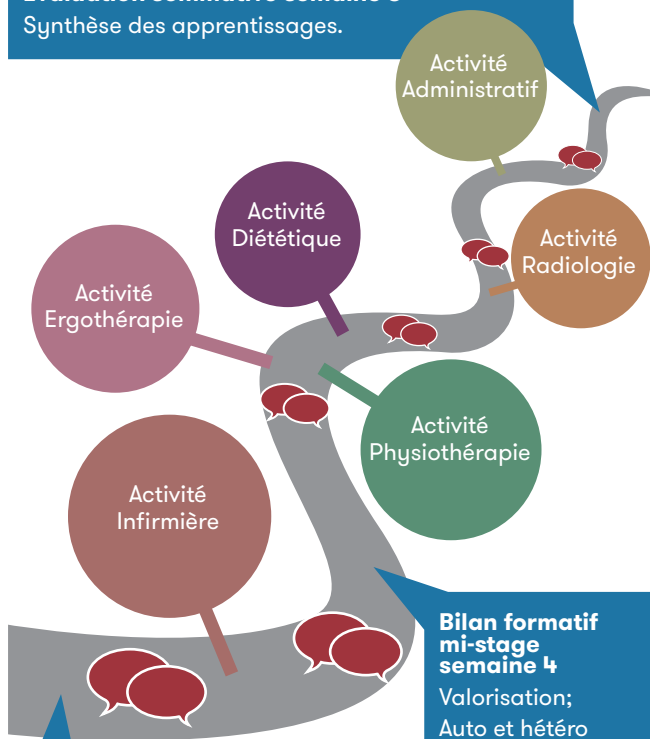 Synthèse des apprentissages.
Activité
Administratif
Activité
Diététique
Activité
Radiologie
Activité
Ergothérapie
Activité
Physiothérapie
Activité
Infirmière
Bilan formatif
mi-stage
semaine 4
Valorisation;
Auto et hétéro